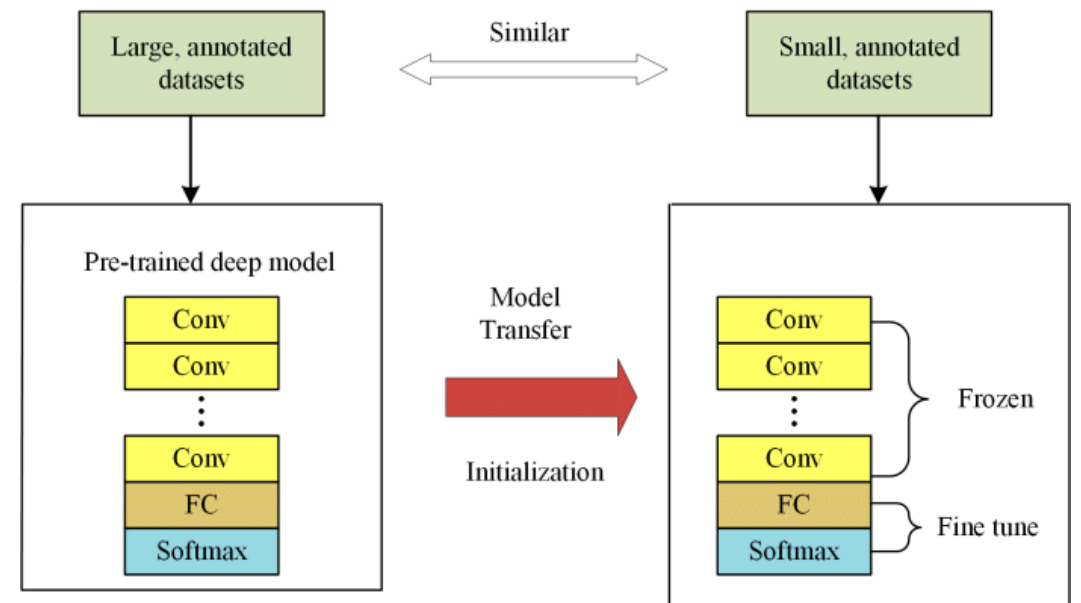 Large, annotated
datasets
Similar
Small, annotated
datasets
Pre-trained deep model
Conv
Conv
Conv
FC
Softmax
Model
Transfer
Initialization
Conv
Conv
Conv
FC
Softmax
Frozen
Fine tune